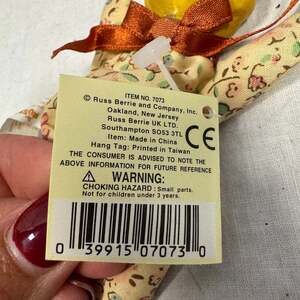 ITEM NO. 7073
© Russ Berrie and Company, Inc.
Oakland, New Jersey
Russ Berrie UK LTD.
Southampton SO53 3TL
Item: Made in China
Hang Tag: Printed in Taiwan
CE
THE CONSUMER IS ADVISED TO NOTE THE
ABOVE INFORMATION FOR FUTURE REFERENCE
⚠ WARNING:
CHOKING HAZARD: Small parts.
Not for children under 3 years.
0 39915 07073 0